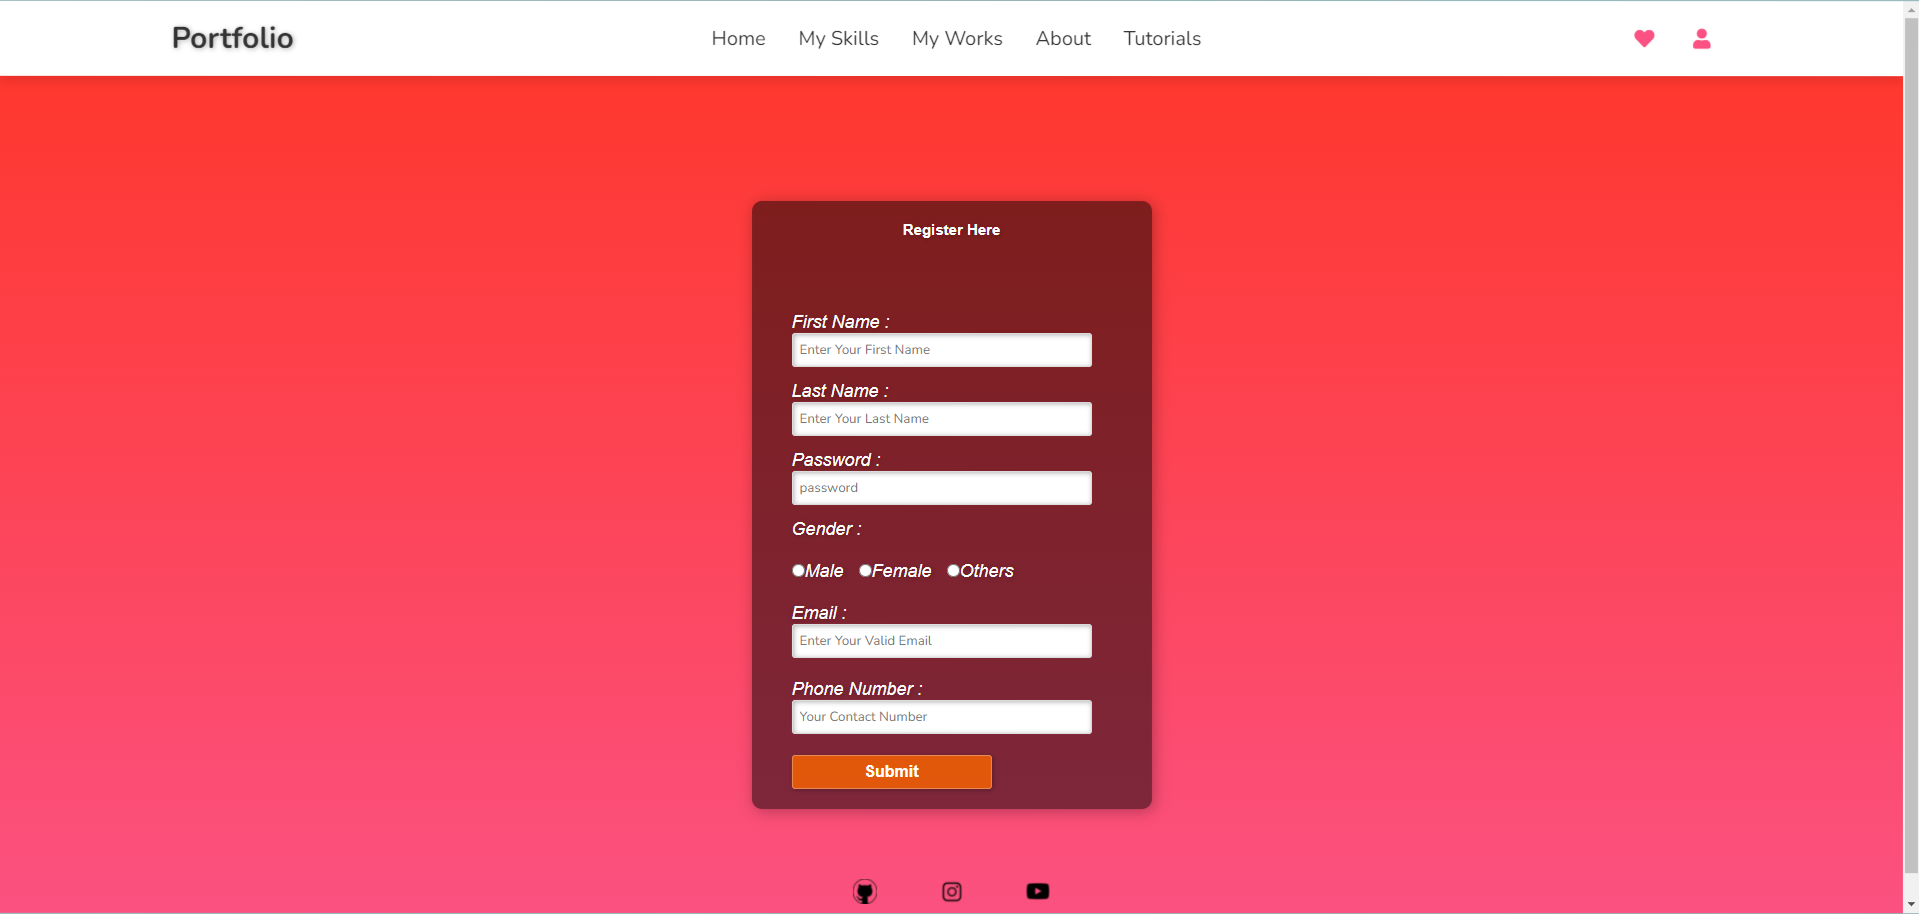 Portfolio Home My Skills My Works About Tutorials
Register Here
First Name :
Enter Your First Name
Last Name :
Enter Your Last Name
Password :
password
Gender :
Male Female Others
Email :
Enter Your Valid Email
Phone Number :
Your Contact Number
Submit